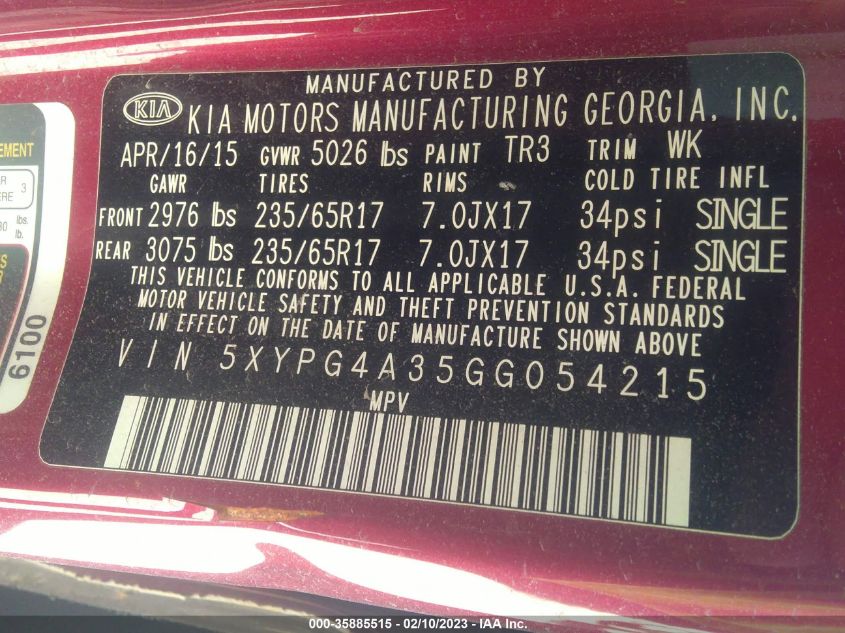 MANUFACTURED BY
KIA KIA MOTORS MANUFACTURING GEORGIA, INC.
APR/16/15 GVWR 5026 lbs PAINT TR3 TRIM WK
GAWR TIRES RIMS COLD TIRE INFL
FRONT 2976 lbs 235/65R17 7.0JX17 34psi SINGLE
REAR 3075 lbs 235/65R17 7.0JX17 34psi SINGLE
THIS VEHICLE CONFORMS TO ALL APPLICABLE U.S.A. FEDERAL
MOTOR VEHICLE SAFETY AND THEFT PREVENTION STANDARDS
IN EFFECT ON THE DATE OF MANUFACTURE SHOWN ABOVE
VIN 5XYPG4A35GG054215
MPV
3
lbs.
lb.
6100
000-35885515 - 02/10/2023 - IAA Inc.